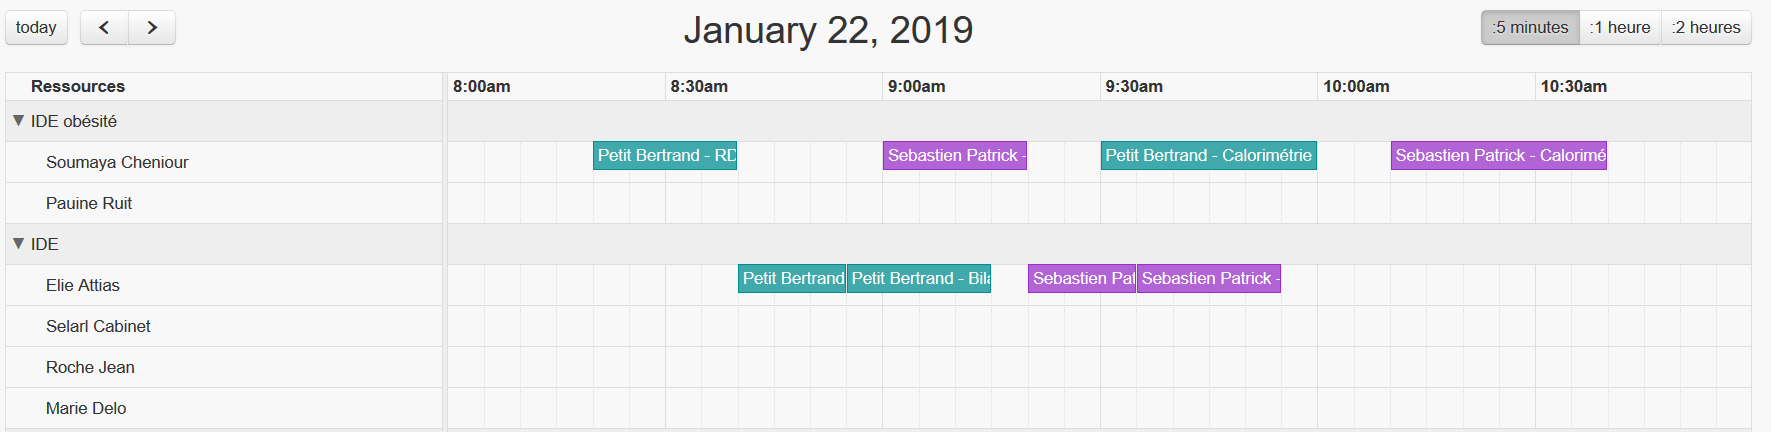 today
January 22, 2019
:5 minutes :1 heure :2 heures
Ressources 8:00am 8:30am 9:00am 9:30am 10:00am 10:30am
IDE obésité
Soumaya Cheniour Petit Bertrand - RD Sebastien Patrick - Petit Bertrand - Calorimétrie Sebastien Patrick - Calorimé
Pauine Ruit
IDE
Elie Attias Petit Bertrand Petit Bertrand - Bila Sebastien Pat Sebastien Patrick -
Selarl Cabinet
Roche Jean
Marie Delo